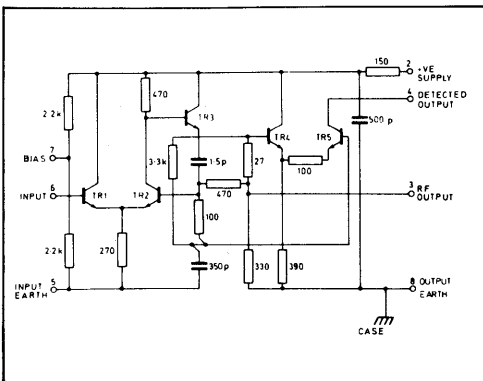 150
2
+VE
SUPPLY
4
DETECTED
OUTPUT
2·2k
470
TR3
TR4
TR5
500p
7
BIAS
3·3k
1·5p
27
100
6
INPUT
TR1
TR2
470
3
RF
OUTPUT
100
2·2k
270
350p
330
390
INPUT
EARTH
5
8
OUTPUT
EARTH
CASE